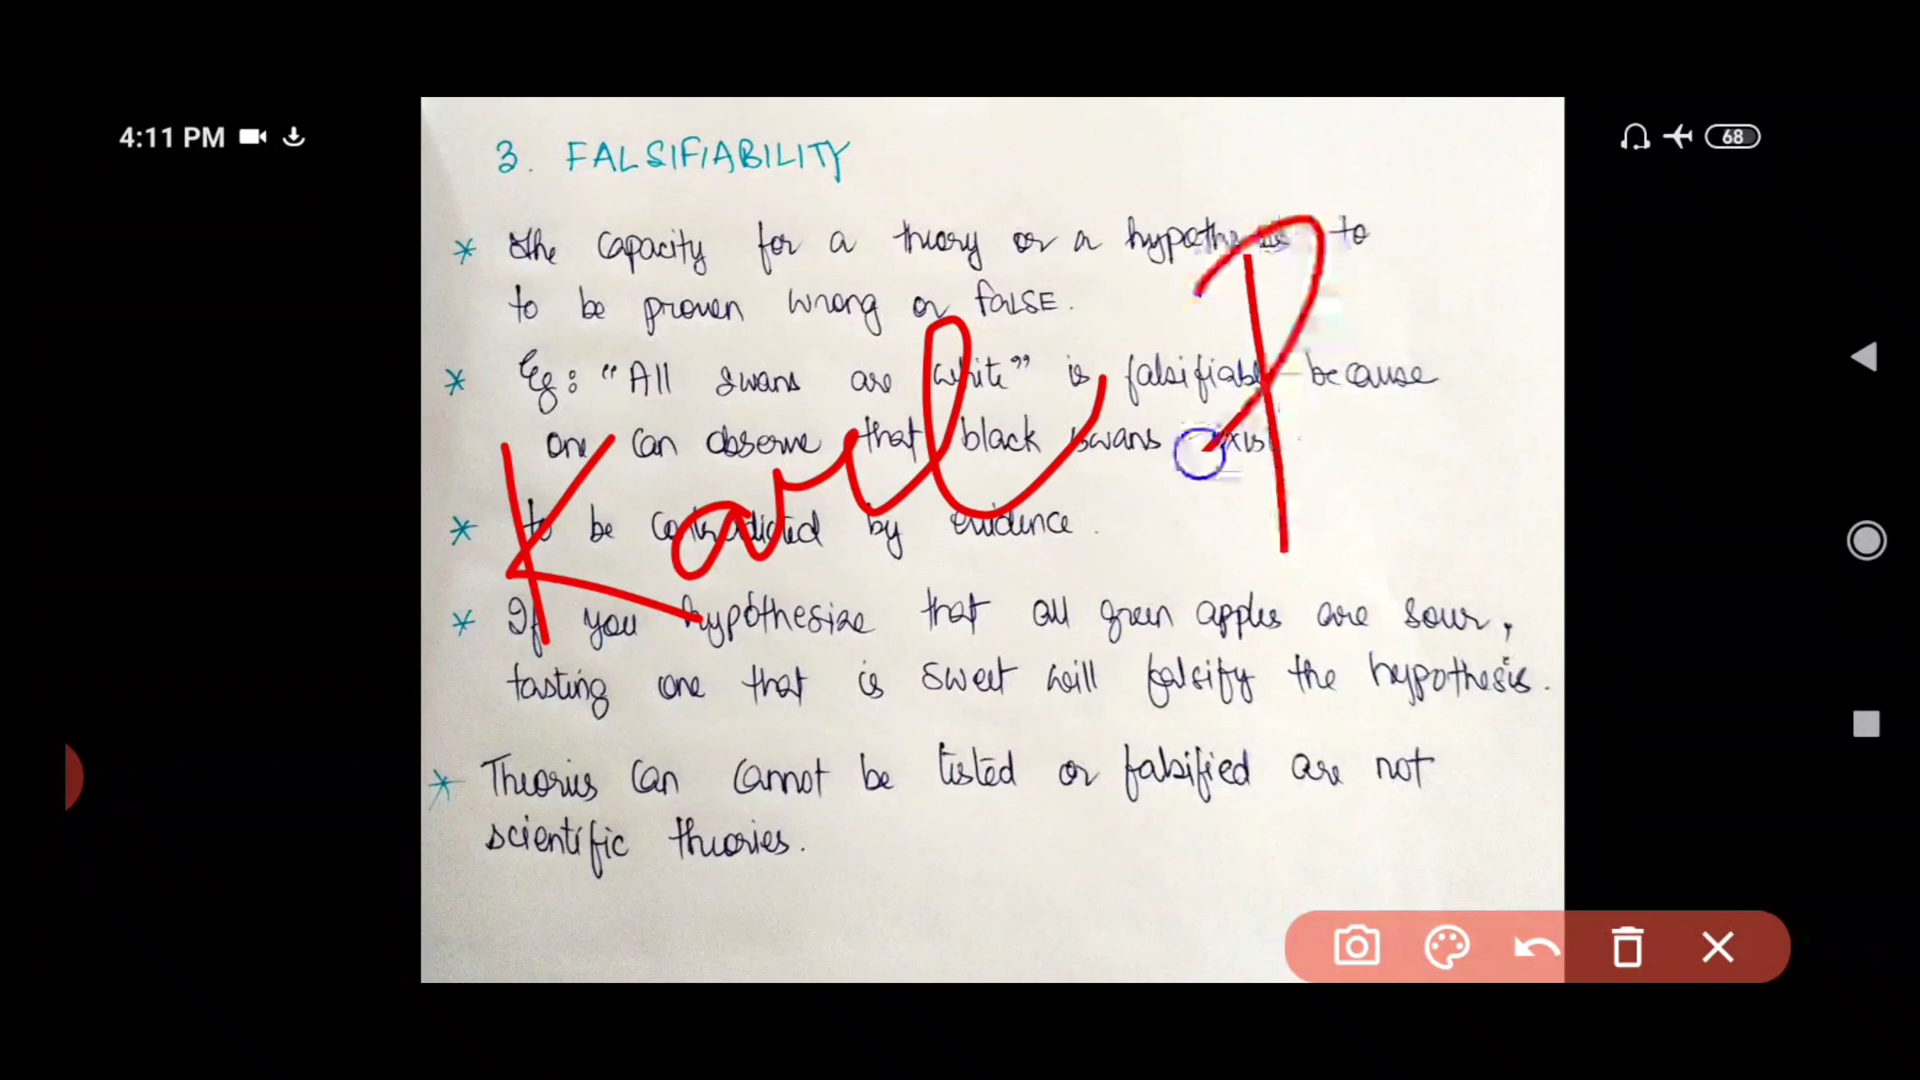 4:11 PM
68
3. FALSIFIABILITY
* The capacity for a theory or a hypothesis to
to be proven wrong or FALSE.
* Eg: "All swans are white" is falsifiable because
one can observe that black swans exist.
* to be contradicted by evidence.
* If you hypothesize that all green apples are sour,
tasting one that is sweet will falsify the hypothesis.
* Theories can cannot be tested or falsified are not
scientific theories.
Karl P